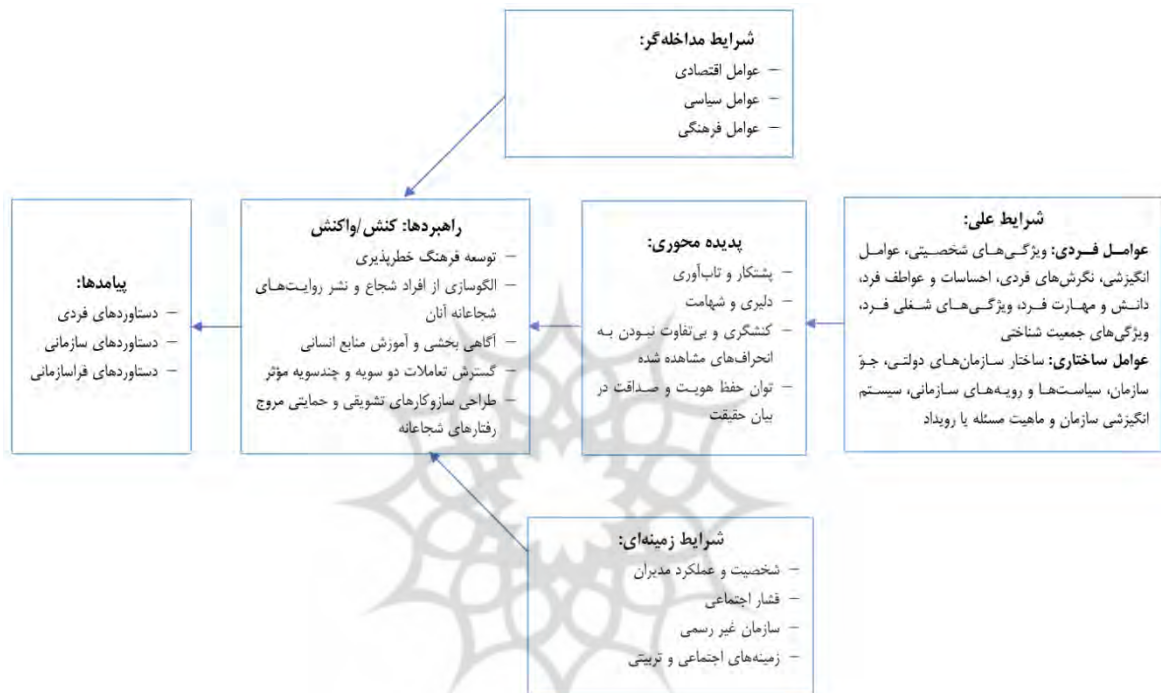 شرایط مداخله‌گر:
– عوامل اقتصادی
– عوامل سیاسی
– عوامل فرهنگی
شرایط علی:
عوامل فردی: ویژگی‌های شخصیتی، عوامل
انگیزشی، نگرش‌های فردی، احساسات و عواطف فرد،
دانش و مهارت فرد، ویژگی‌های شغلی فرد،
ویژگی‌های جمعیت شناختی
عوامل ساختاری: ساختار سازمان‌های دولتی، جوّ
سازمان، سیاست‌ها و رویه‌های سازمانی، سیستم
انگیزشی سازمان و ماهیت مسئله یا رویداد
پدیده محوری:
– پشتکار و تاب‌آوری
– دلیری و شهامت
– کنشگری و بی‌تفاوت نبودن به
انحراف‌های مشاهده شده
– توان حفظ هویت و صداقت در
بیان حقیقت
راهبردها: کنش/واکنش
– توسعه فرهنگ خطرپذیری
– الگوسازی از افراد شجاع و نشر روایت‌های
شجاعانه آنان
– آگاهی بخشی و آموزش منابع انسانی
– گسترش تعاملات دو سویه و چندسویه مؤثر
– طراحی سازوکارهای تشویقی و حمایتی مروج
رفتارهای شجاعانه
پیامدها:
– دستاوردهای فردی
– دستاوردهای سازمانی
– دستاوردهای فراسازمانی
شرایط زمینه‌ای:
– شخصیت و عملکرد مدیران
– فشار اجتماعی
– سازمان غیر رسمی
– زمینه‌های اجتماعی و تربیتی